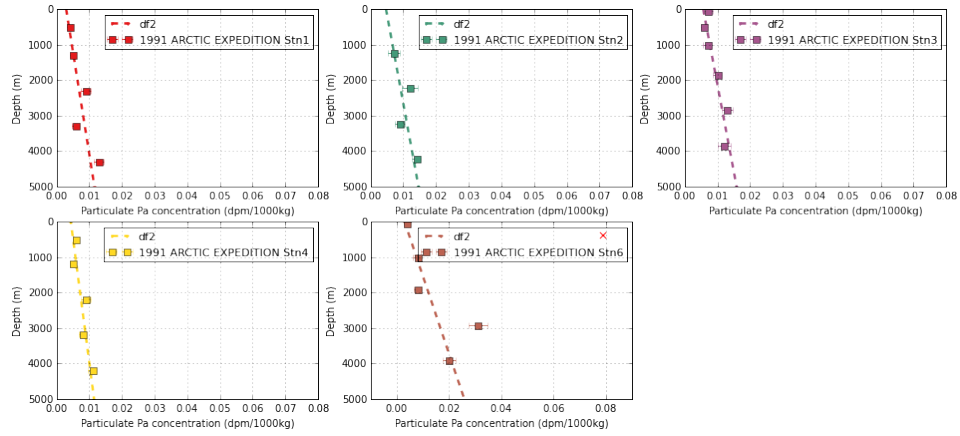 0
1000
2000
3000
4000
5000
Depth (m)
df2
1991 ARCTIC EXPEDITION Stn1
0.00 0.01 0.02 0.03 0.04 0.05 0.06 0.07 0.08
Particulate Pa concentration (dpm/1000kg)
0
1000
2000
3000
4000
5000
Depth (m)
df2
1991 ARCTIC EXPEDITION Stn2
0.00 0.01 0.02 0.03 0.04 0.05 0.06 0.07 0.08
Particulate Pa concentration (dpm/1000kg)
0
1000
2000
3000
4000
5000
Depth (m)
df2
1991 ARCTIC EXPEDITION Stn3
0.00 0.01 0.02 0.03 0.04 0.05 0.06 0.07 0.08
Particulate Pa concentration (dpm/1000kg)
0
1000
2000
3000
4000
5000
Depth (m)
df2
1991 ARCTIC EXPEDITION Stn4
0.00 0.01 0.02 0.03 0.04 0.05 0.06 0.07 0.08
Particulate Pa concentration (dpm/1000kg)
0
1000
2000
3000
4000
5000
Depth (m)
df2
1991 ARCTIC EXPEDITION Stn6
0.00 0.02 0.04 0.06 0.08
Particulate Pa concentration (dpm/1000kg)